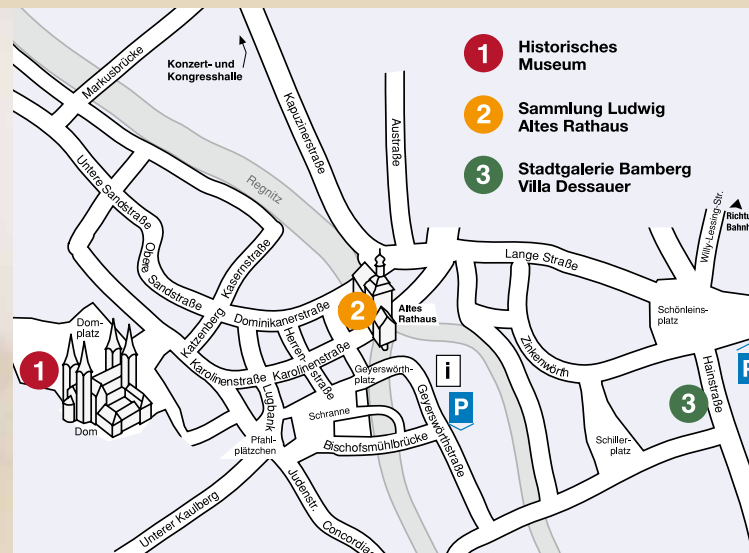 1
Historisches
Museum
2
Sammlung Ludwig
Altes Rathaus
3
Stadtgalerie Bamberg
Villa Dessauer
Konzert- und
Kongresshalle
Markusbrücke
Kapuzinerstraße
Austraße
Regnitz
Willy-Lessing-Str.
Untere Sandstraße
Obere
Sandstraße
Kasernstraße
Lange Straße
Schönleins-
platz
Dom-
platz
Katzenberg
Dominikanerstraße
2
Altes
Rathaus
Herrenstraße
Zinkenwörth
Hainstraße
1
Karolinenstraße
Karolinenstraße
Geyerswörth-
platz
i
P
P
3
Lugbank
Schranne
Geyerswörthstraße
Dom
Pfahl-
plätzchen
Bischofsmühlbrücke
Schiller-
platz
Unterer Kaulberg
Judenstr.